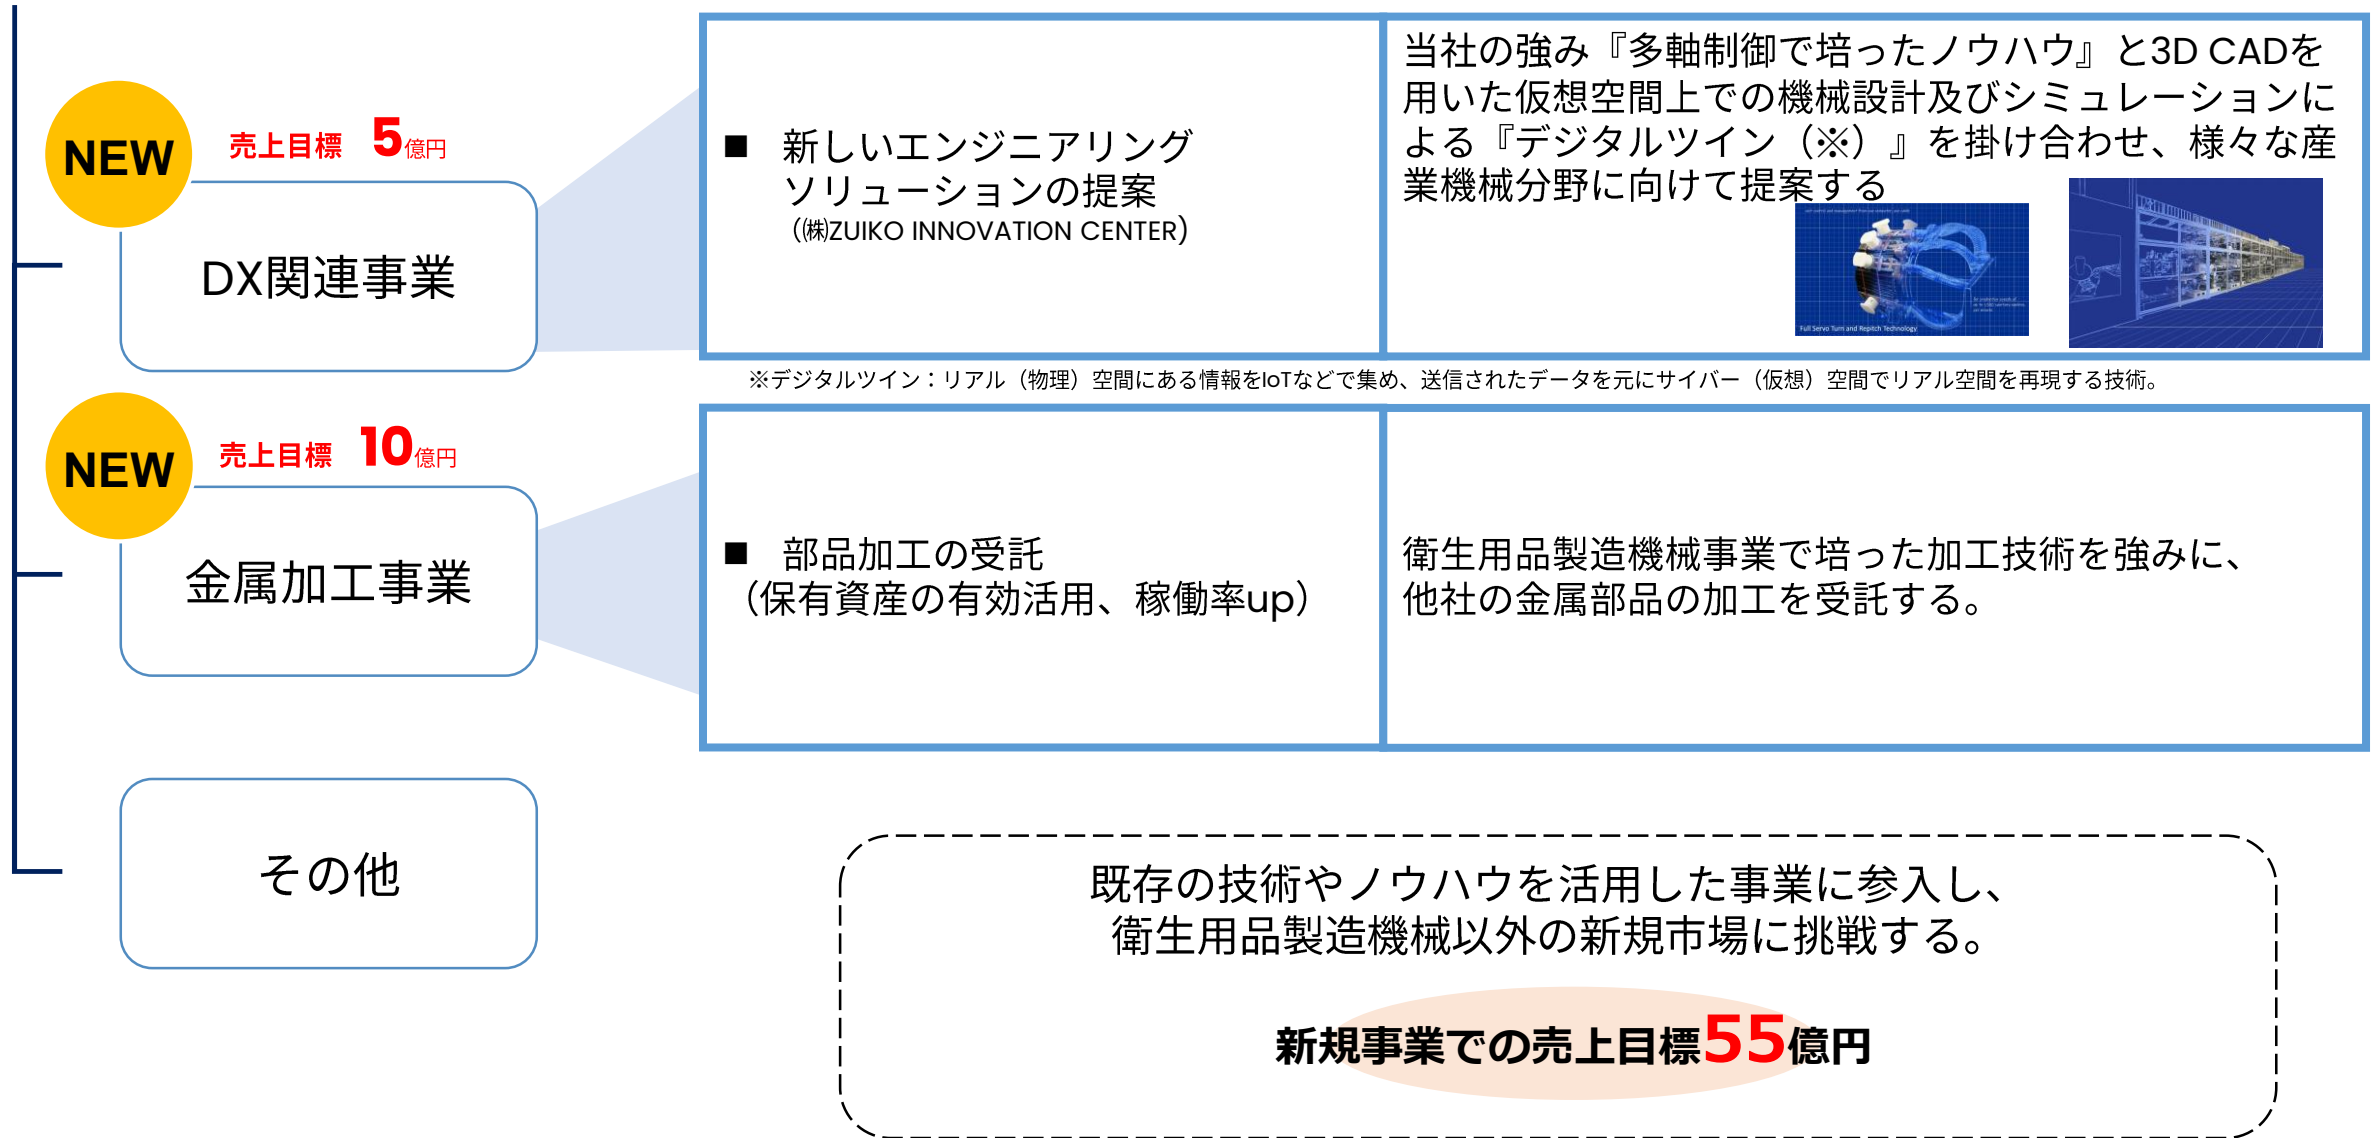 NEW
売上目標 5億円
DX関連事業
■ 新しいエンジニアリング
ソリューションの提案
（㈱ZUIKO INNOVATION CENTER）
当社の強み『多軸制御で培ったノウハウ』と3D CADを
用いた仮想空間上での機械設計及びシミュレーションに
よる『デジタルツイン（※）』を掛け合わせ、様々な産
業機械分野に向けて提案する
Full Servo Turn and Repitch Technology
※デジタルツイン：リアル（物理）空間にある情報をIoTなどで集め、送信されたデータを元にサイバー（仮想）空間でリアル空間を再現する技術。
NEW
売上目標 10億円
金属加工事業
■ 部品加工の受託
（保有資産の有効活用、稼働率up）
衛生用品製造機械事業で培った加工技術を強みに、
他社の金属部品の加工を受託する。
その他
既存の技術やノウハウを活用した事業に参入し、
衛生用品製造機械以外の新規市場に挑戦する。
新規事業での売上目標55億円